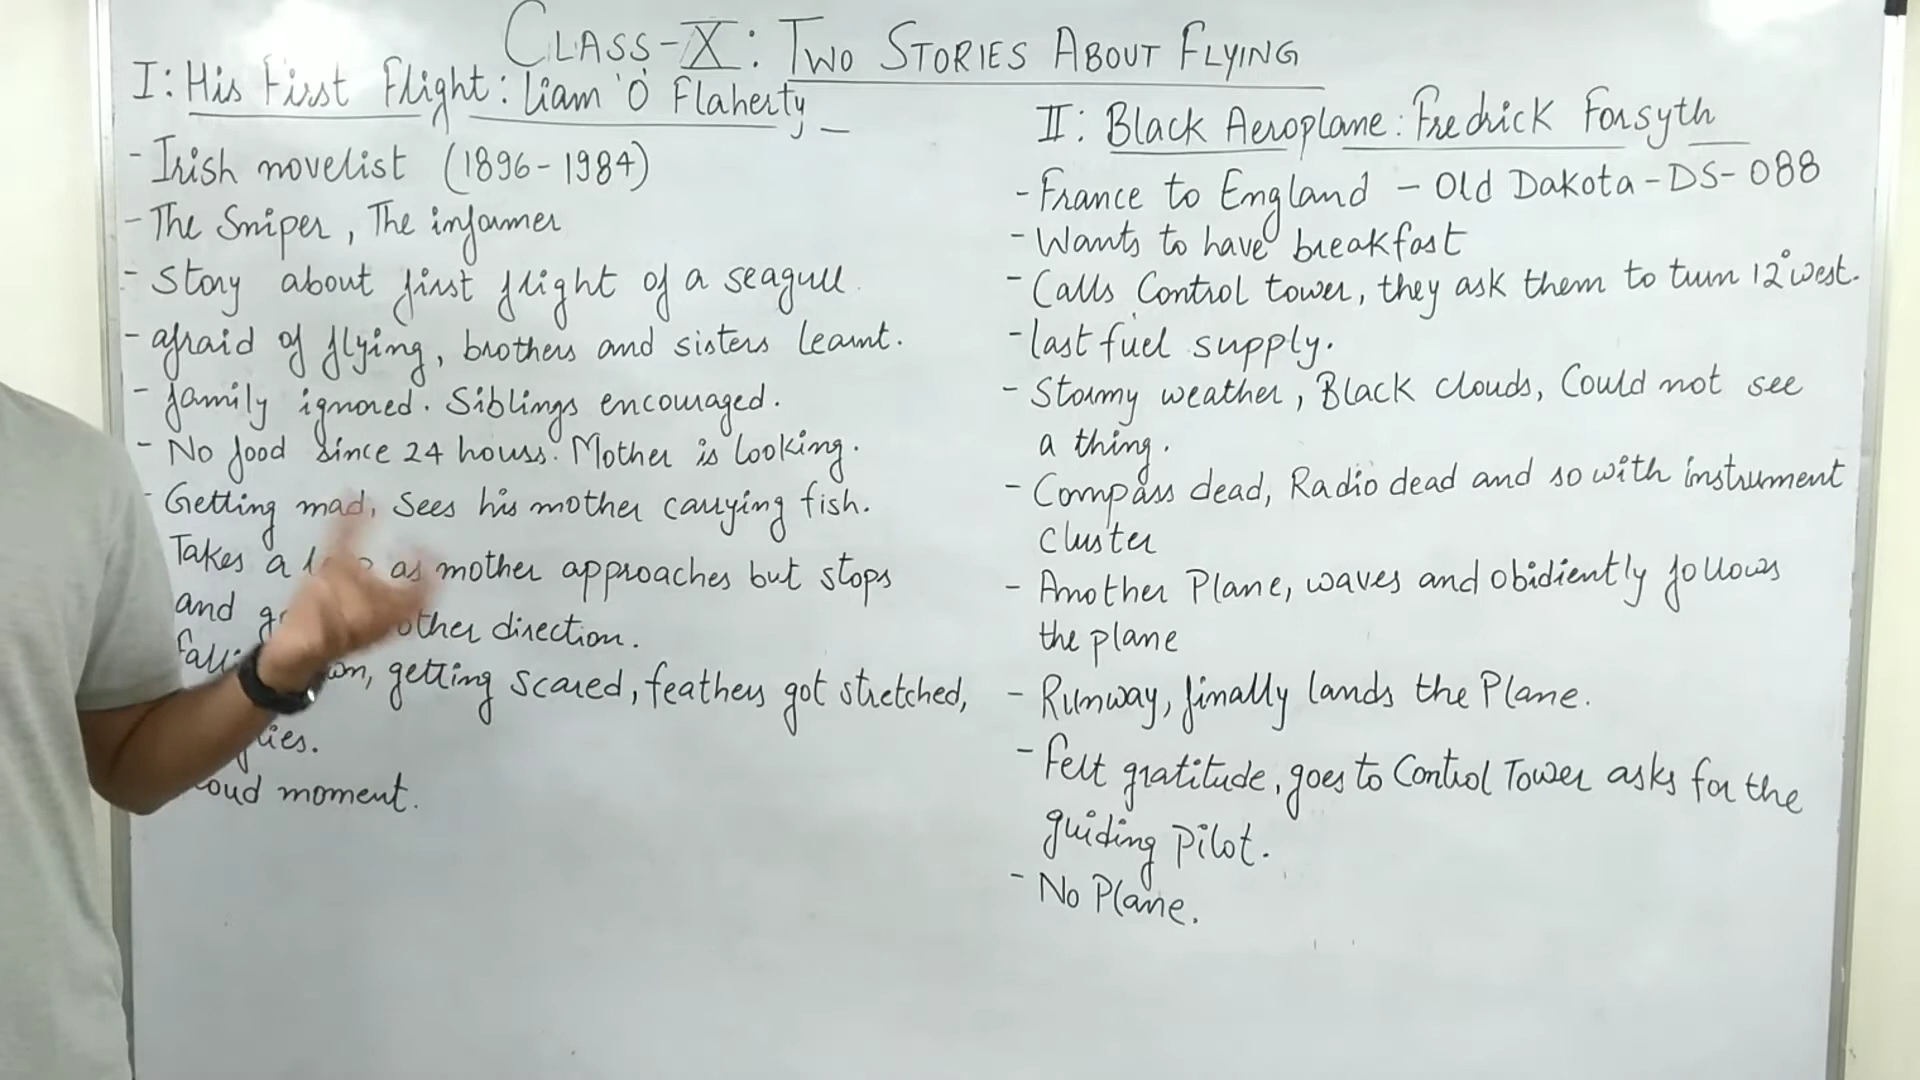 CLASS-X: TWO STORIES ABOUT FLYING
I: His First Flight: Liam 'O' Flaherty
- Irish novelist (1896-1984)
- The Sniper, The informer
- Story about first flight of a seagull.
- afraid of flying, brothers and sisters learnt.
- family ignored. Siblings encouraged.
- No food since 24 hours. Mother is looking.
- Getting mad, Sees his mother carrying fish.
Takes a as mother approaches but stops
and other direction.
getting scared, feathers got stretched,
moment.
II: Black Aeroplane: Fredrick Forsyth
- France to England - Old Dakota - DS-088
- Wants to have breakfast
- Calls Control tower, they ask them to turn 12° west.
- last fuel supply.
- Stormy weather, Black clouds, Could not see
a thing.
- Compass dead, Radio dead and so with instrument
cluster
- Another Plane, waves and obidiently follows
the plane
- Runway, finally lands the Plane.
- Felt gratitude, goes to Control Tower asks for the
guiding Pilot.
- No Plane.